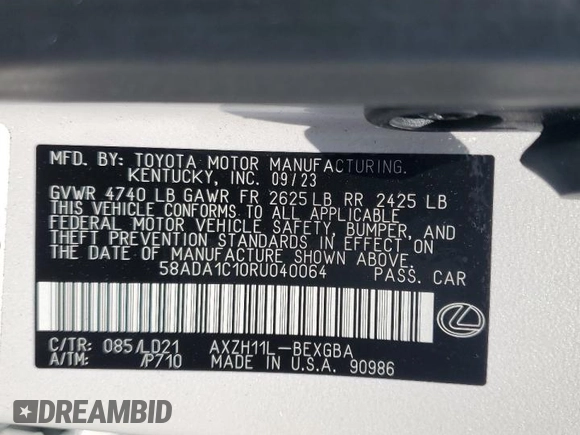 MFD. BY: TOYOTA MOTOR MANUFACTURING.
KENTUCKY, INC. 09/23
GVWR 4740 LB GAWR FR 2625 LB RR 2425 LB
THIS VEHICLE CONFORMS TO ALL APPLICABLE
FEDERAL MOTOR VEHICLE SAFETY, BUMPER, AND
THEFT PREVENTION STANDARDS IN EFFECT ON
THE DATE OF MANUFACTURE SHOWN ABOVE.
58ADA1C10RU040064 PASS. CAR
C/TR: 085/LD21 AXZH11L-BEXGBA
A/TM: /P710 MADE IN U.S.A. 90986
DREAMBID